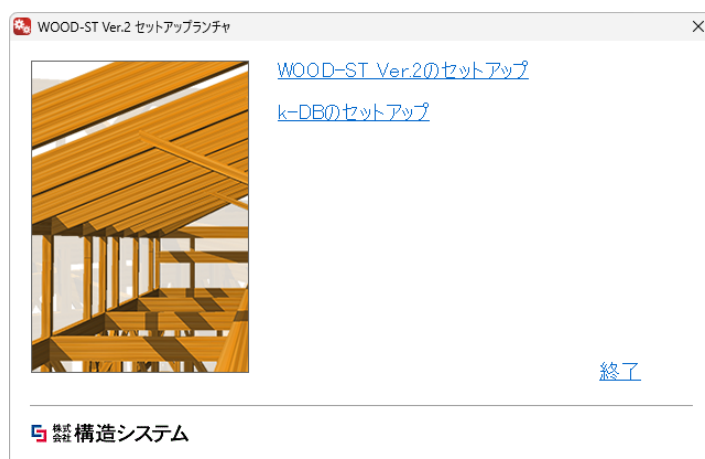 WOOD-ST Ver.2 セットアップランチャ
WOOD-ST Ver.2のセットアップ
k-DBのセットアップ
終了
株式会社 構造システム